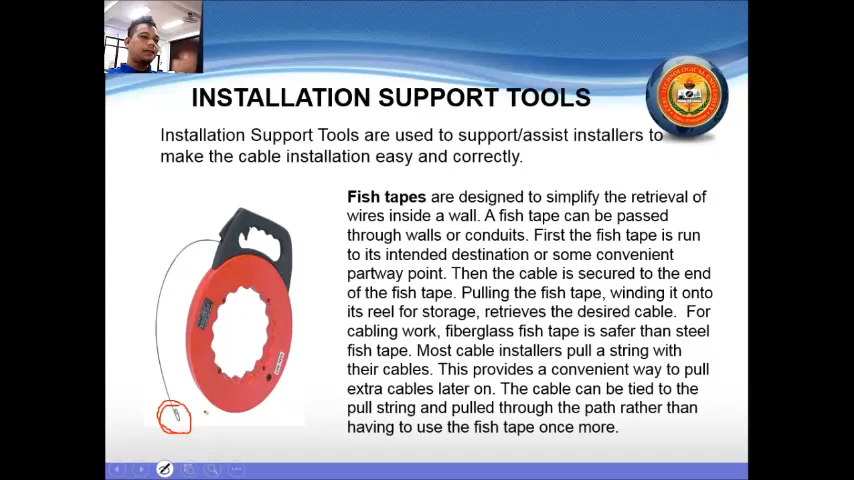 INSTALLATION SUPPORT TOOLS
Installation Support Tools are used to support/assist installers to
make the cable installation easy and correctly.
Fish tapes are designed to simplify the retrieval of
wires inside a wall. A fish tape can be passed
through walls or conduits. First the fish tape is run
to its intended destination or some convenient
partway point. Then the cable is secured to the end
of the fish tape. Pulling the fish tape, winding it onto
its reel for storage, retrieves the desired cable.  For
cabling work, fiberglass fish tape is safer than steel
fish tape. Most cable installers pull a string with
their cables. This provides a convenient way to pull
extra cables later on. The cable can be tied to the
pull string and pulled through the path rather than
having to use the fish tape once more.